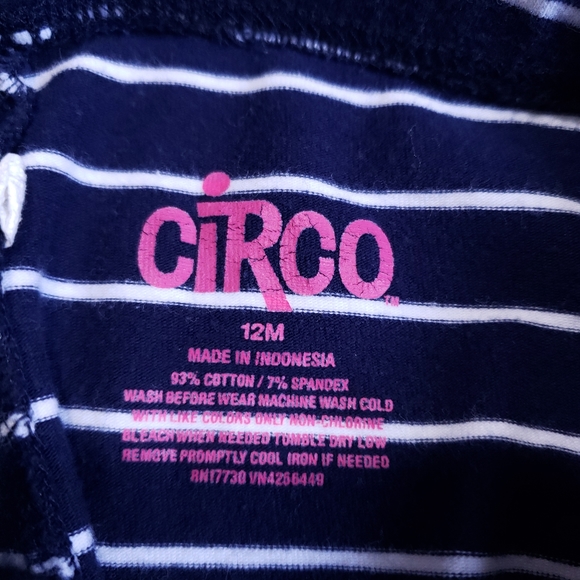 CiRCO™
12M
MADE IN INDONESIA
93% COTTON / 7% SPANDEX
WASH BEFORE WEAR MACHINE WASH COLD
WITH LIKE COLORS ONLY NON-CHLORINE
BLEACH WHEN NEEDED TUMBLE DRY LOW
REMOVE PROMPTLY COOL IRON IF NEEDED
RN17730 VN4256449